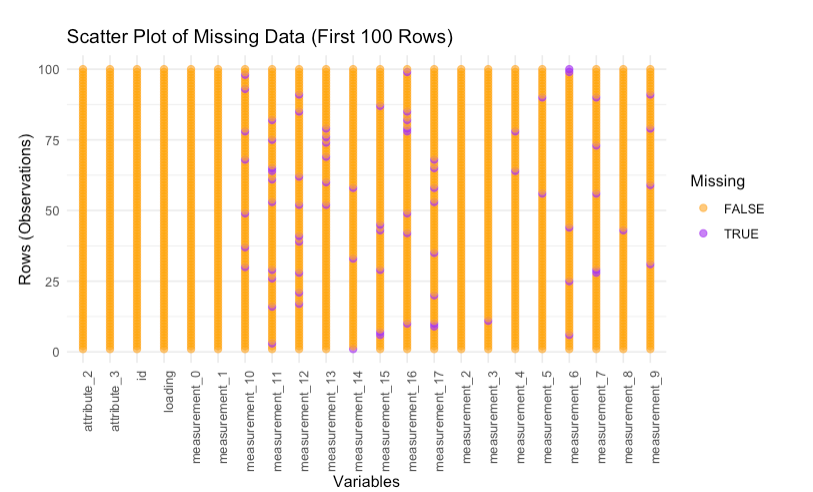 Scatter Plot of Missing Data (First 100 Rows)
Rows (Observations)
100
75
50
25
0
attribute_2
attribute_3
id
loading
measurement_0
measurement_1
measurement_10
measurement_11
measurement_12
measurement_13
measurement_14
measurement_15
measurement_16
measurement_17
measurement_2
measurement_3
measurement_4
measurement_5
measurement_6
measurement_7
measurement_8
measurement_9
Variables
Missing
FALSE
TRUE